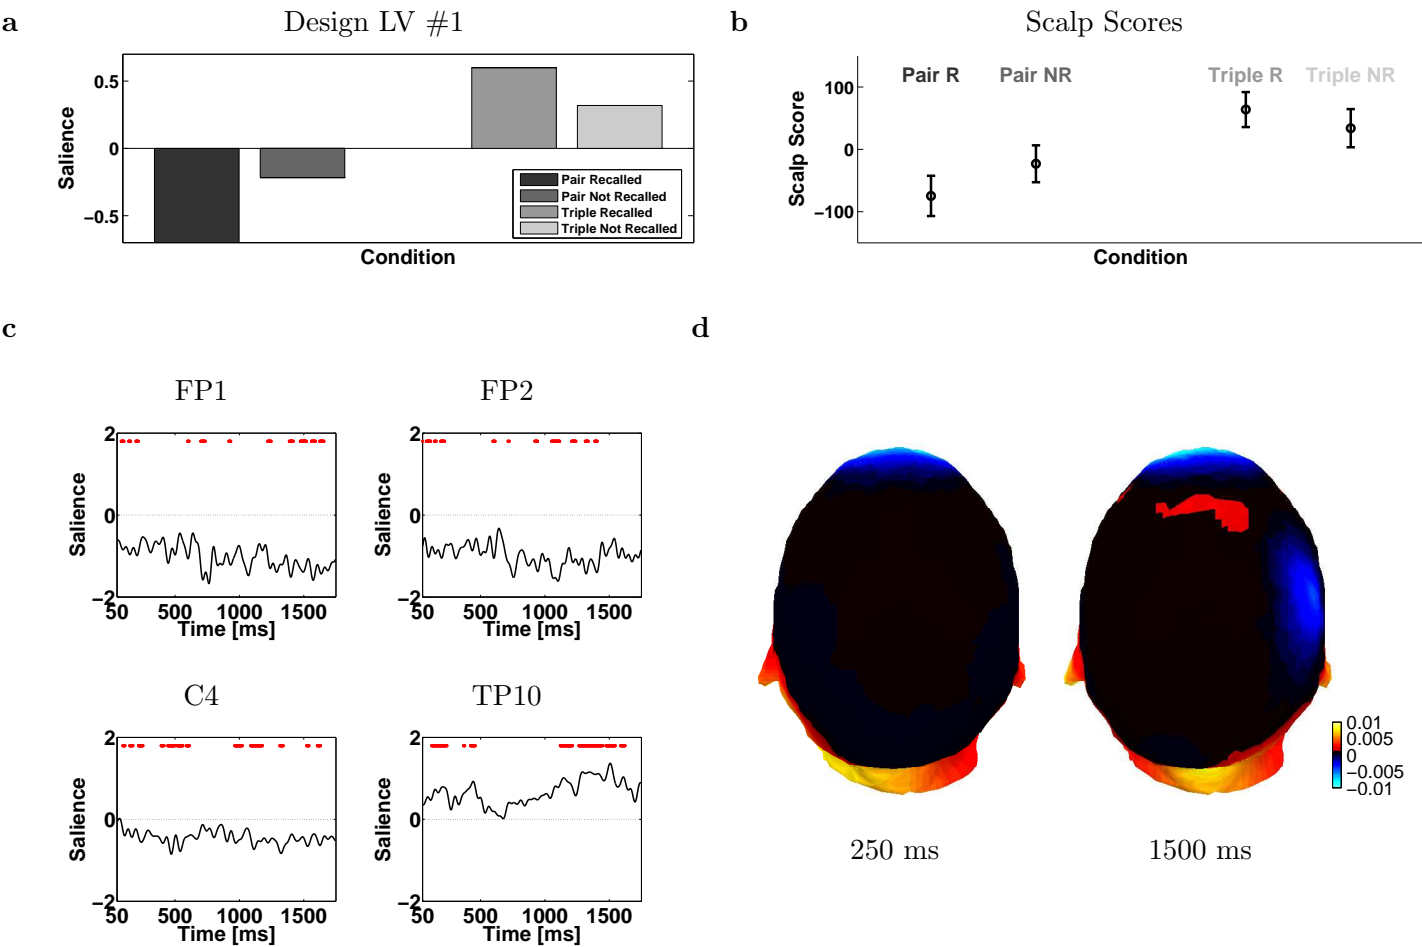 a
Design LV #1
0.5
0
−0.5
Salience
Pair Recalled
Pair Not Recalled
Triple Recalled
Triple Not Recalled
Condition
b
Scalp Scores
Pair R
Pair NR
Triple R
Triple NR
100
0
−100
Scalp Score
Condition
c
FP1
2
0
−2
Salience
50 500 1000 1500
Time [ms]
FP2
2
0
−2
Salience
50 500 1000 1500
Time [ms]
C4
2
0
−2
Salience
50 500 1000 1500
Time [ms]
TP10
2
0
−2
Salience
50 500 1000 1500
Time [ms]
d
0.01
0.005
0
−0.005
−0.01
250 ms
1500 ms